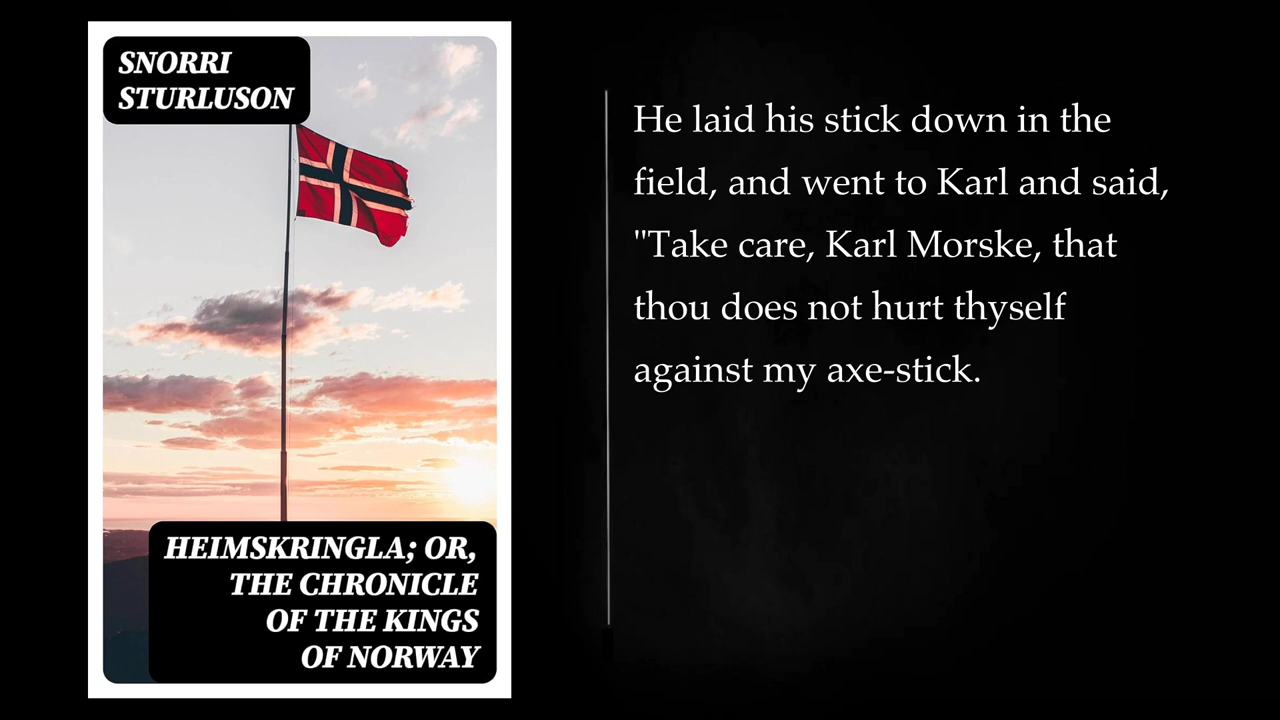 SNORRI
STURLUSON
HEIMSKRINGLA; OR,
THE CHRONICLE
OF THE KINGS
OF NORWAY
He laid his stick down in the
field, and went to Karl and said,
"Take care, Karl Morske, that
thou does not hurt thyself
against my axe-stick.